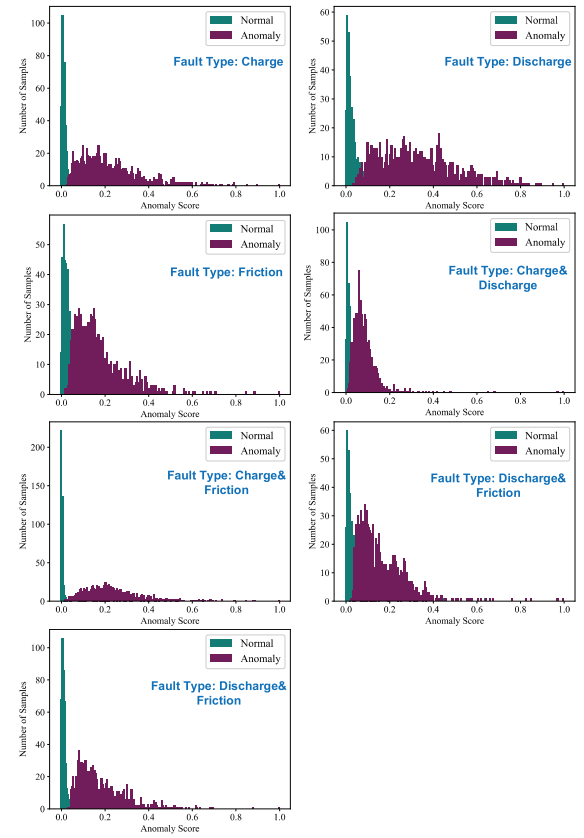 Normal
Anomaly
Fault Type: Charge
Number of Samples
100
80
60
40
20
0
0.0 0.2 0.4 0.6 0.8 1.0
Anomaly Score
Normal
Anomaly
Fault Type: Discharge
Number of Samples
60
50
40
30
20
10
0
0.0 0.2 0.4 0.6 0.8 1.0
Anomaly Score
Normal
Anomaly
Fault Type: Friction
Number of Samples
50
40
30
20
10
0
0.0 0.2 0.4 0.6 0.8 1.0
Anomaly Score
Normal
Anomaly
Fault Type: Charge&
Discharge
Number of Samples
100
80
60
40
20
0
0.0 0.2 0.4 0.6 0.8 1.0
Anomaly Score
Normal
Anomaly
Fault Type: Charge&
Friction
Number of Samples
200
150
100
50
0
0.0 0.2 0.4 0.6 0.8 1.0
Anomaly Score
Normal
Anomaly
Fault Type: Discharge&
Friction
Number of Samples
60
50
40
30
20
10
0
0.0 0.2 0.4 0.6 0.8 1.0
Anomaly Score
Normal
Anomaly
Fault Type: Discharge&
Friction
Number of Samples
100
80
60
40
20
0
0.0 0.2 0.4 0.6 0.8 1.0
Anomaly Score